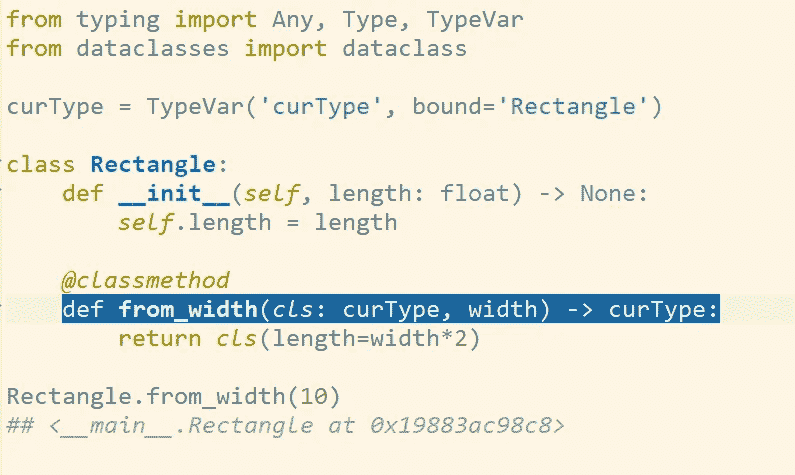 from typing import Any, Type, TypeVar
from dataclasses import dataclass
curType = TypeVar('curType', bound='Rectangle')
class Rectangle:
    def __init__(self, length: float) -> None:
        self.length = length
    @classmethod
    def from_width(cls: curType, width) -> curType:
        return cls(length=width*2)
Rectangle.from_width(10)
## <__main__.Rectangle at 0x19883ac98c8>